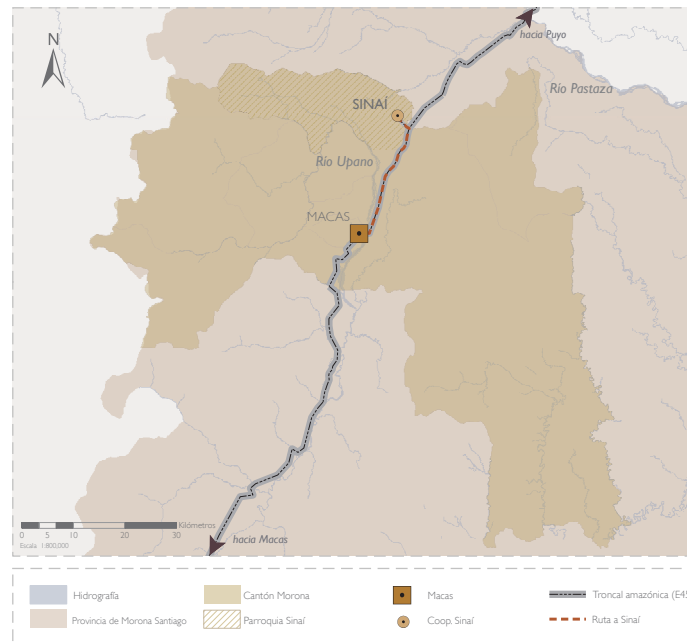 N
hacia Puyo
Río Pastaza
SINAÍ
Río Upano
MACAS
Kilómetros
0 5 10 20 30
Escala 1:800,000
hacia Macas
Hidrografía
Cantón Morona
Macas
Troncal amazónica (E45
Provincia de Morona Santiago
Parroquia Sinaí
Coop. Sinaí
Ruta a Sinaí